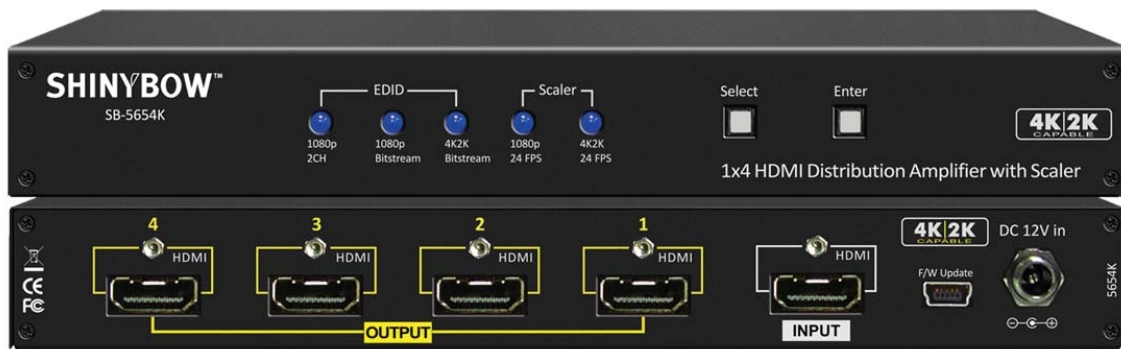 SHINYBOW™
SB-5654K
EDID
Scaler
1080p 2CH
1080p Bitstream
4K2K Bitstream
1080p 24 FPS
4K2K 24 FPS
Select
Enter
4K|2K
CAPABLE
1x4 HDMI Distribution Amplifier with Scaler
4
3
2
1
HDMI
HDMI
HDMI
HDMI
HDMI
OUTPUT
INPUT
4K|2K
CAPABLE
DC 12V in
F/W Update
5654K
CE
FC